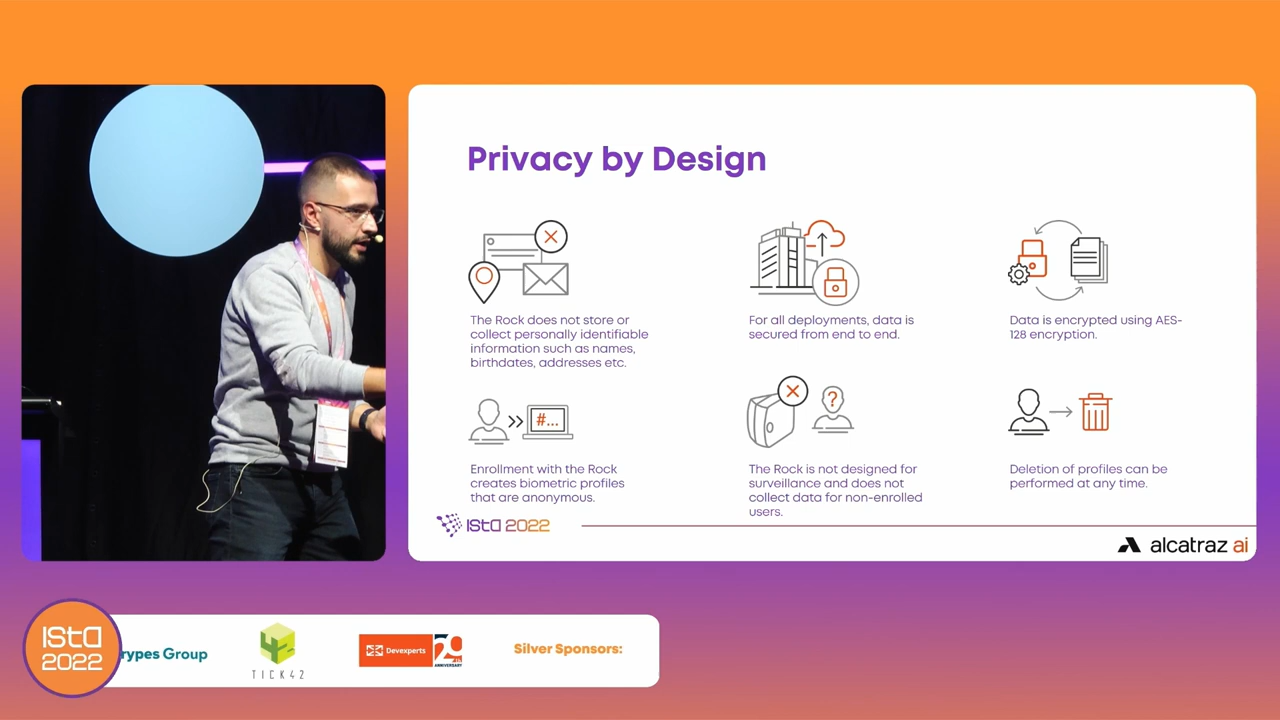 Privacy by Design
The Rock does not store or
collect personally identifiable
information such as names,
birthdates, addresses etc.
For all deployments, data is
secured from end to end.
Data is encrypted using AES-
128 encryption.
#...
?
Enrollment with the Rock
creates biometric profiles
that are anonymous.
The Rock is not designed for
surveillance and does not
collect data for non-enrolled
users.
Deletion of profiles can be
performed at any time.
ISTA 2022
alcatraz ai
ISTA
2022
rypes Group
TICK42
Devexperts
20
ANNIVERSARY
Silver Sponsors: